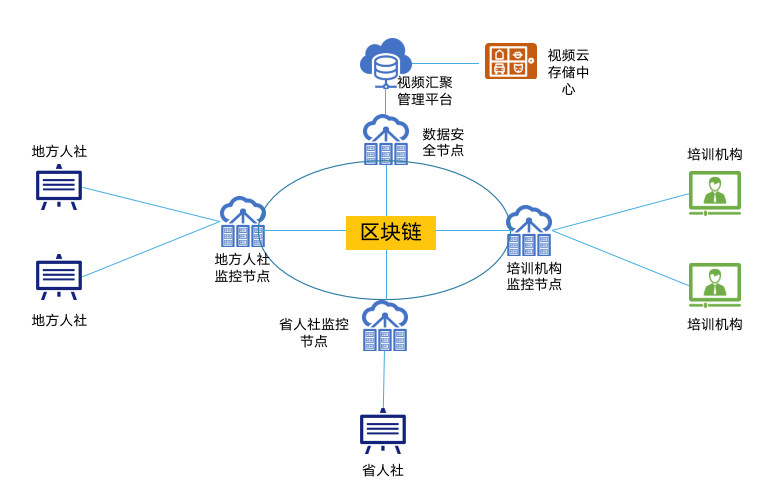 视频汇聚
管理平台
视频云
存储中
心
数据安
全节点
地方人社
培训机构
区块链
地方人社
监控节点
培训机构
监控节点
地方人社
省人社监控
节点
培训机构
省人社